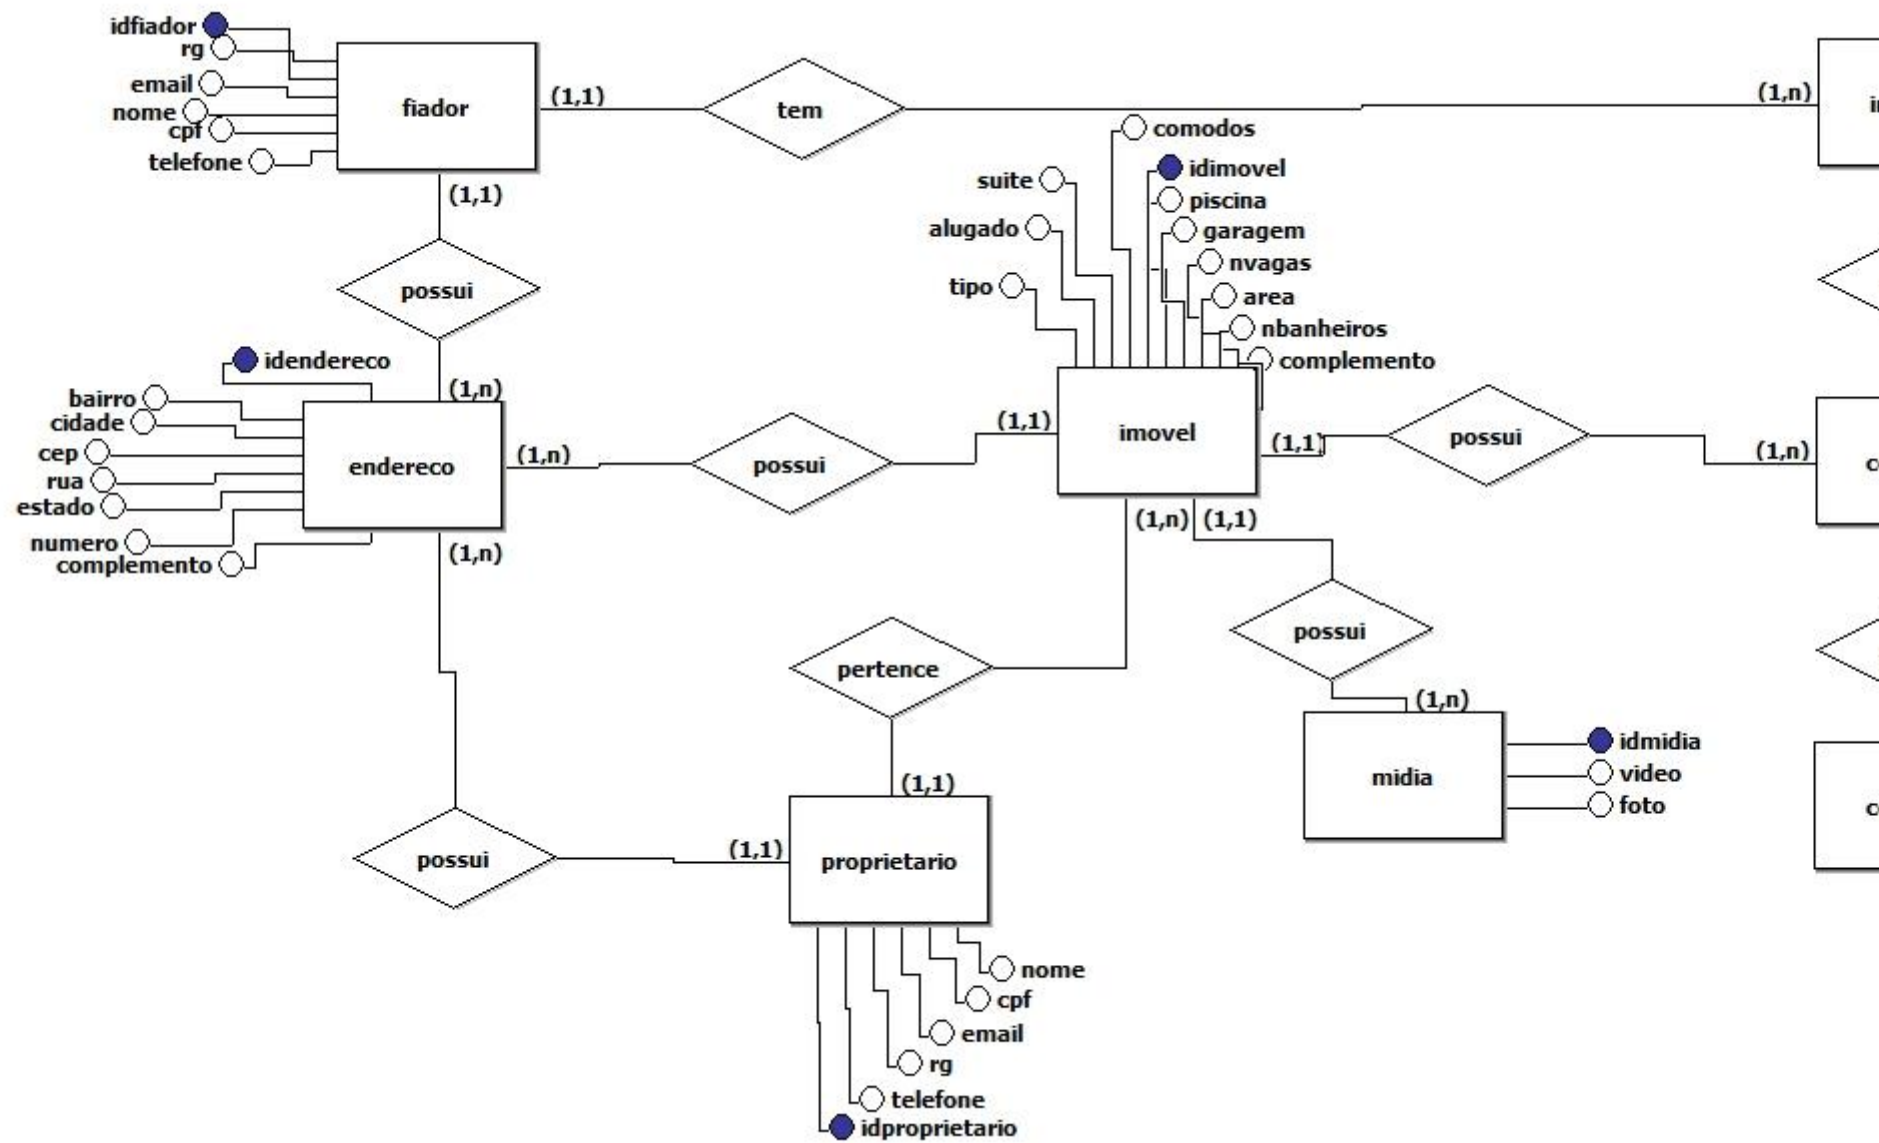 idfiador
rg
email
nome
cpf
telefone
fiador
(1,1)
tem
(1,n)
(1,1)
possui
comodos
idimovel
suite
piscina
alugado
garagem
nvagas
tipo
area
nbanheiros
complemento
idendereco
(1,n)
bairro
cidade
cep
rua
estado
numero
complemento
endereco
(1,n)
possui
(1,1)
imovel
(1,1)
possui
(1,n)
(1,n)
(1,n)
(1,1)
possui
pertence
(1,n)
midia
idmidia
video
foto
(1,1)
possui
(1,1)
proprietario
nome
cpf
email
rg
telefone
idproprietario